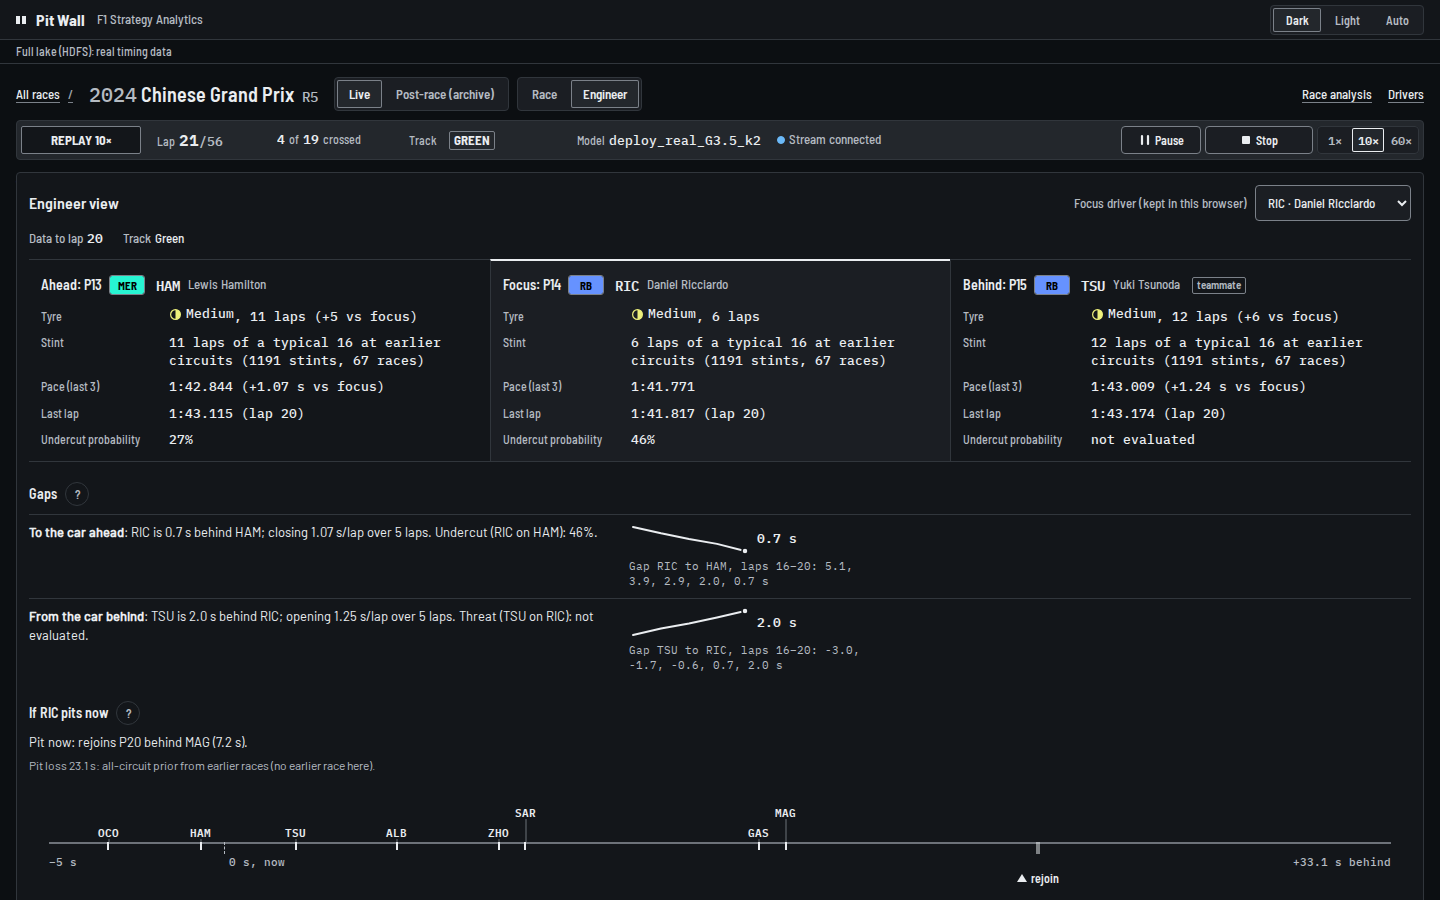 Pit Wall F1 Strategy Analytics Dark Light Auto
Full lake (HDFS): real timing data
All races / 2024 Chinese Grand Prix R5 Live Post-race (archive) Race Engineer Race analysis Drivers
REPLAY 10× Lap 21/56 4 of 19 crossed Track GREEN Model deploy_real_G3.5_k2 Stream connected Pause Stop 1× 10× 60×
Engineer view Focus driver (kept in this browser) RIC · Daniel Ricciardo
Data to lap 20 Track Green
Ahead: P13 MER HAM Lewis Hamilton
Tyre Medium, 11 laps (+5 vs focus)
Stint 11 laps of a typical 16 at earlier
circuits (1191 stints, 67 races)
Pace (last 3) 1:42.844 (+1.07 s vs focus)
Last lap 1:43.115 (lap 20)
Undercut probability 27%
Focus: P14 RB RIC Daniel Ricciardo
Tyre Medium, 6 laps
Stint 6 laps of a typical 16 at earlier
circuits (1191 stints, 67 races)
Pace (last 3) 1:41.771
Last lap 1:41.817 (lap 20)
Undercut probability 46%
Behind: P15 RB TSU Yuki Tsunoda teammate
Tyre Medium, 12 laps (+6 vs focus)
Stint 12 laps of a typical 16 at earlier
circuits (1191 stints, 67 races)
Pace (last 3) 1:43.009 (+1.24 s vs focus)
Last lap 1:43.174 (lap 20)
Undercut probability not evaluated
Gaps ?
To the car ahead: RIC is 0.7 s behind HAM; closing 1.07 s/lap over 5 laps. Undercut (RIC on HAM): 46%.
0.7 s
Gap RIC to HAM, laps 16–20: 5.1,
3.9, 2.9, 2.0, 0.7 s
From the car behind: TSU is 2.0 s behind RIC; opening 1.25 s/lap over 5 laps. Threat (TSU on RIC): not
evaluated.
2.0 s
Gap TSU to RIC, laps 16–20: -3.0,
-1.7, -0.6, 0.7, 2.0 s
If RIC pits now ?
Pit now: rejoins P20 behind MAG (7.2 s).
Pit loss 23.1 s: all-circuit prior from earlier races (no earlier race here).
SAR MAG
OCO HAM TSU ALB ZHO GAS
−5 s 0 s, now +33.1 s behind
▲ rejoin